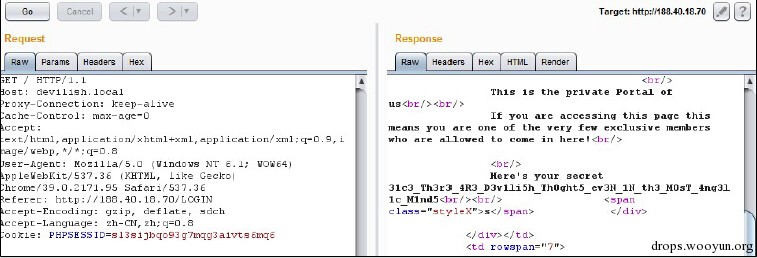 Go
Cancel
< | ▼
> | ▼
Target: http://188.40.18.70
?
Request
Response
Raw Params Headers Hex
Raw Headers Hex HTML Render
GET / HTTP/1.1
Host: devilish.local
Proxy-Connection: keep-alive
Cache-Control: max-age=0
Accept:
text/html,application/xhtml+xml,application/xml;q=0.9,i
mage/webp,*/*;q=0.8
User-Agent: Mozilla/5.0 (Windows NT 6.1; WOW64)
AppleWebKit/537.36 (KHTML, like Gecko)
Chrome/39.0.2171.95 Safari/537.36
Referer: http://188.40.18.70/LOGIN
Accept-Encoding: gzip, deflate, sdch
Accept-Language: zh-CN,zh;q=0.8
<br/>
This is the private Portal of
us<br/><br/>
If you are accessing this page this
means you are one of the very few exclusive members
who are allowed to come in here!<br/>
<br/>
Here's your secret
31c3_Th3r3_4R3_D3v1li5h_Th0ght5_ev3N_1N_th3_M0sT_4ng3l
1c_M1nd5<br/><br/> <span
class="styleX">s</span> </div>
</div></td>
<td rowspan="7">
Cookie: PHPSESSID=
drops.wooyun.org